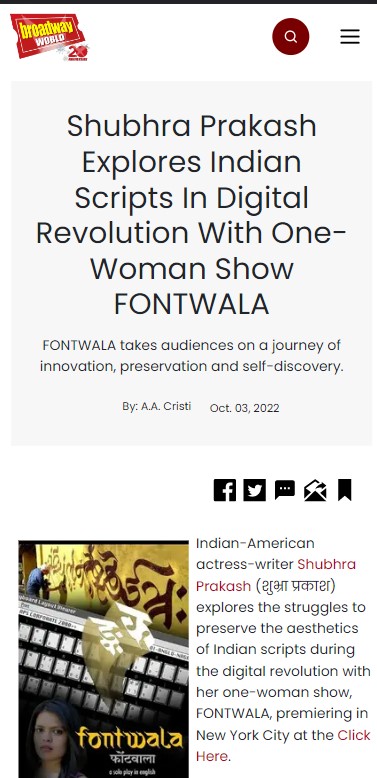 broadway
WORLD
20
Shubhra Prakash
Explores Indian
Scripts In Digital
Revolution With One-
Woman Show
FONTWALA
FONTWALA takes audiences on a journey of
innovation, preservation and self-discovery.
By: A.A. Cristi Oct. 03, 2022
Indian-American
actress-writer Shubhra
Prakash (शुभ्रा प्रकाश)
explores the struggles to
preserve the aesthetics
of Indian scripts during
the digital revolution with
her one-woman show,
FONTWALA, premiering in
New York City at the Click
Here.
fontwala
फ़ॉंटवाला
a solo play in english